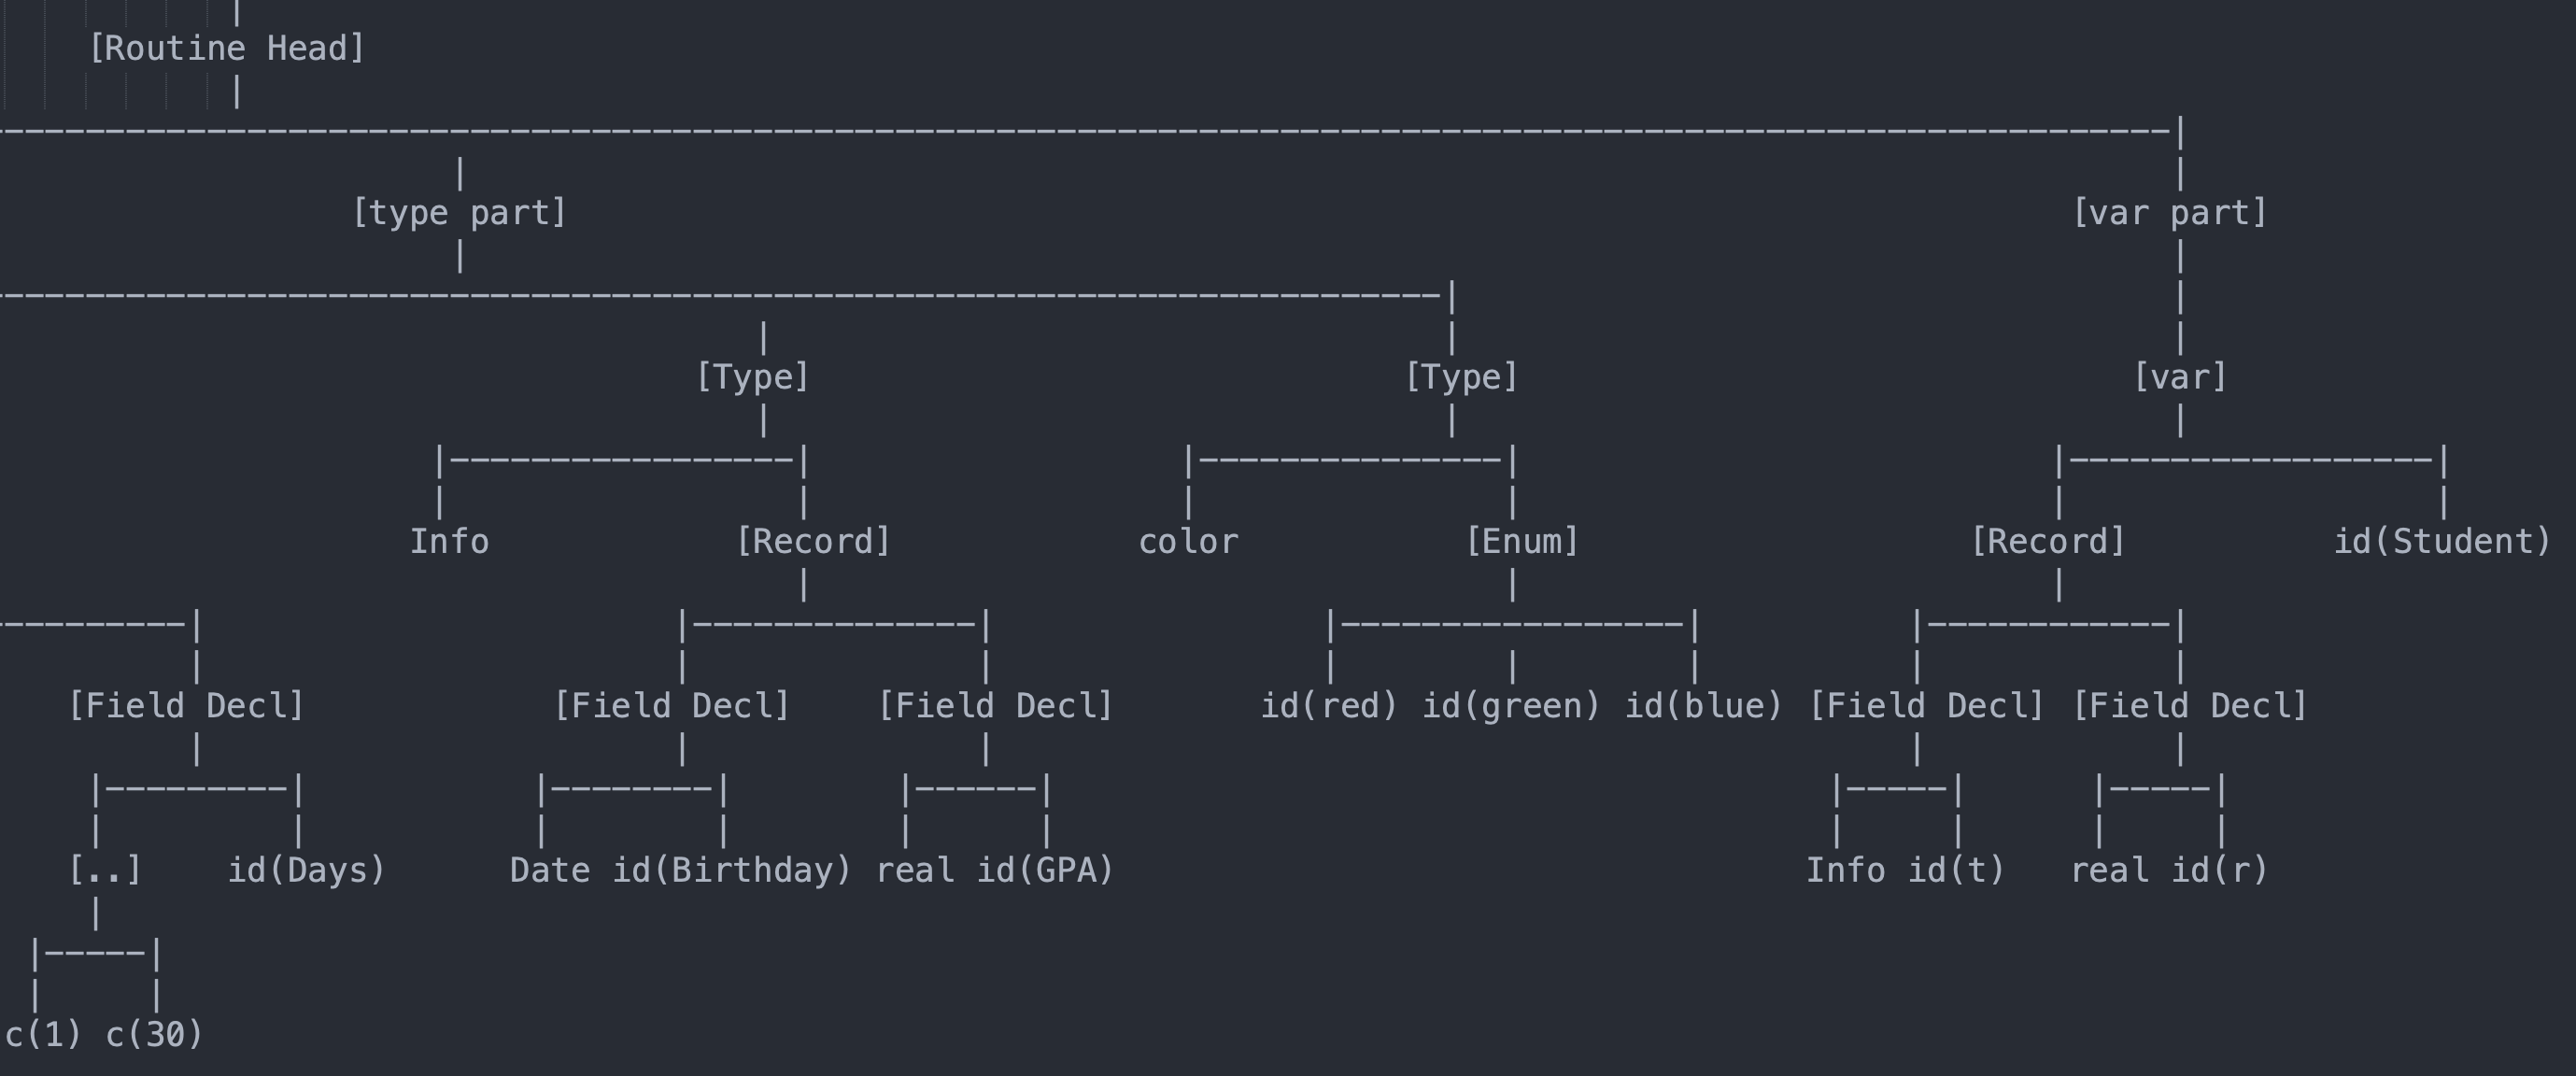 [Routine Head]
[type part] [var part]
[Type] [Type] [var]
Info [Record] color [Enum] [Record] id(Student)
[Field Decl] [Field Decl] [Field Decl] id(red) id(green) id(blue) [Field Decl] [Field Decl]
[..] id(Days) Date id(Birthday) real id(GPA) Info id(t) real id(r)
c(1) c(30)